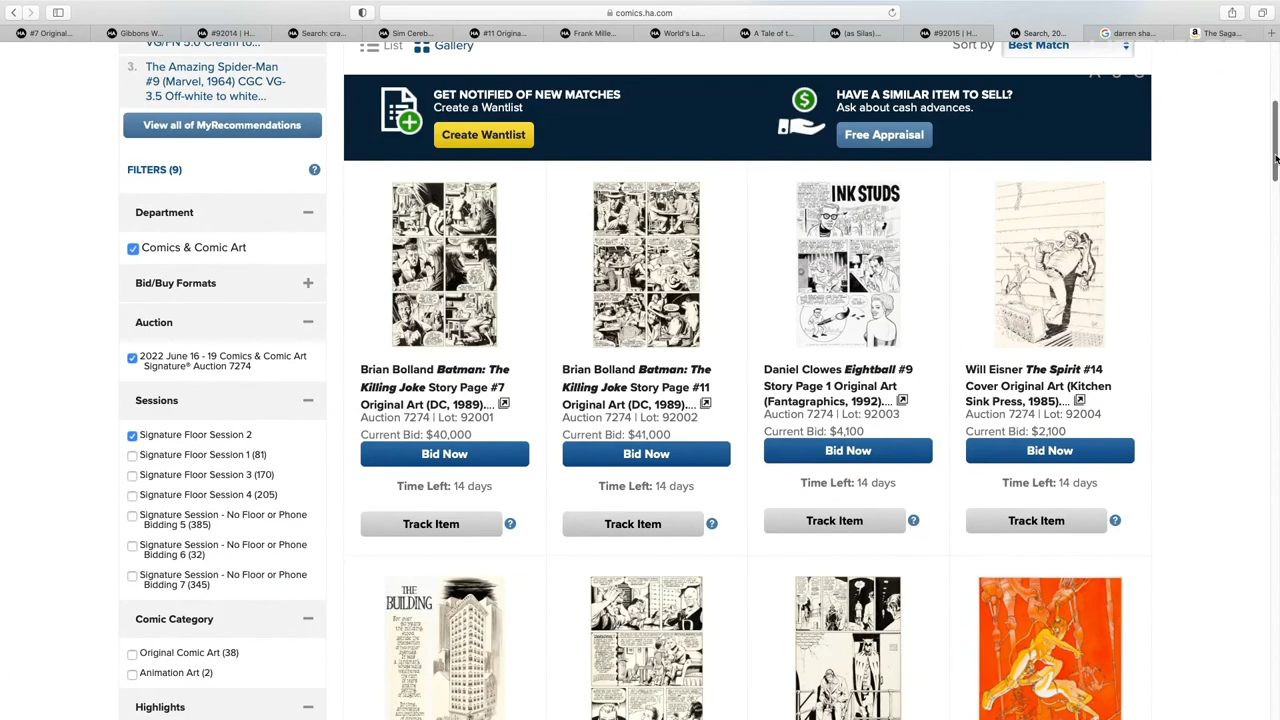 comics.ha.com
#7 Original...
Gibbons W...
#92014 | H...
Search: cra...
Sim Cereb...
#11 Origina...
Frank Mille...
World's La...
A Tale of t...
(as Silas)...
#92015 | H...
Search, 20...
darren sha...
The Saga...
VG/FN 5.0 Cream to...
3. The Amazing Spider-Man
#9 (Marvel, 1964) CGC VG-
3.5 Off-white to white...
View all of MyRecommendations
FILTERS (9)
Department
Comics & Comic Art
Bid/Buy Formats
Auction
2022 June 16 - 19 Comics & Comic Art
Signature® Auction 7274
Sessions
Signature Floor Session 2
Signature Floor Session 1 (81)
Signature Floor Session 3 (170)
Signature Floor Session 4 (205)
Signature Session - No Floor or Phone
Bidding 5 (385)
Signature Session - No Floor or Phone
Bidding 6 (32)
Signature Session - No Floor or Phone
Bidding 7 (345)
Comic Category
Original Comic Art (38)
Animation Art (2)
Highlights
List
Gallery
Sort by
Best Match
GET NOTIFIED OF NEW MATCHES
Create a Wantlist
Create Wantlist
HAVE A SIMILAR ITEM TO SELL?
Ask about cash advances.
Free Appraisal
Brian Bolland Batman: The
Killing Joke Story Page #7
Original Art (DC, 1989)....
Auction 7274 | Lot: 92001
Current Bid: $40,000
Bid Now
Time Left: 14 days
Track Item
Brian Bolland Batman: The
Killing Joke Story Page #11
Original Art (DC, 1989)....
Auction 7274 | Lot: 92002
Current Bid: $41,000
Bid Now
Time Left: 14 days
Track Item
INK STUDS
Daniel Clowes Eightball #9
Story Page 1 Original Art
(Fantagraphics, 1992)....
Auction 7274 | Lot: 92003
Current Bid: $4,100
Bid Now
Time Left: 14 days
Track Item
Will Eisner The Spirit #14
Cover Original Art (Kitchen
Sink Press, 1985)....
Auction 7274 | Lot: 92004
Current Bid: $2,100
Bid Now
Time Left: 14 days
Track Item
THE
BUILDING